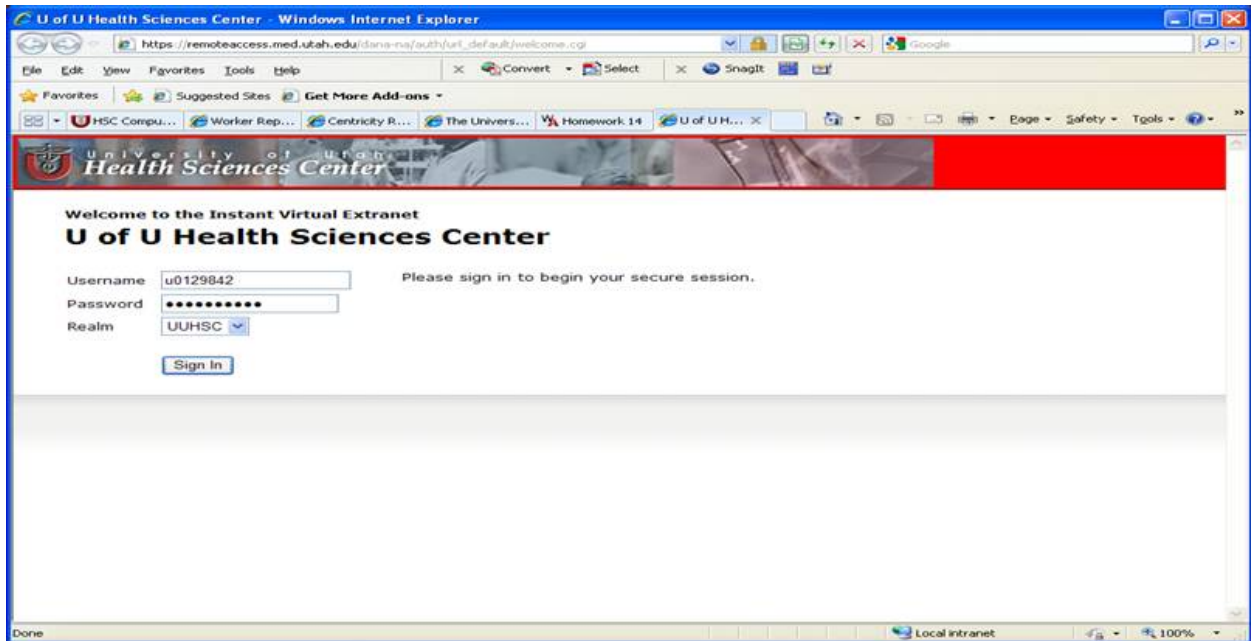 U of U Health Sciences Center - Windows Internet Explorer
https://remoteaccess.med.utah.edu/dana-na/auth/url_default/welcome.cgi
Google
File Edit View Favorites Tools Help
Convert
Select
SnagIt
Favorites
Suggested Sites
Get More Add-ons
HSC Compu...
Worker Rep...
Centricity R...
The Univers...
Homework 14
U of U H...
Page
Safety
Tools
University of Utah
Health Sciences Center
Welcome to the Instant Virtual Extranet
U of U Health Sciences Center
Username u0129842
Please sign in to begin your secure session.
Password ••••••••••
Realm UUHSC
Sign In
Done
Local intranet
100%